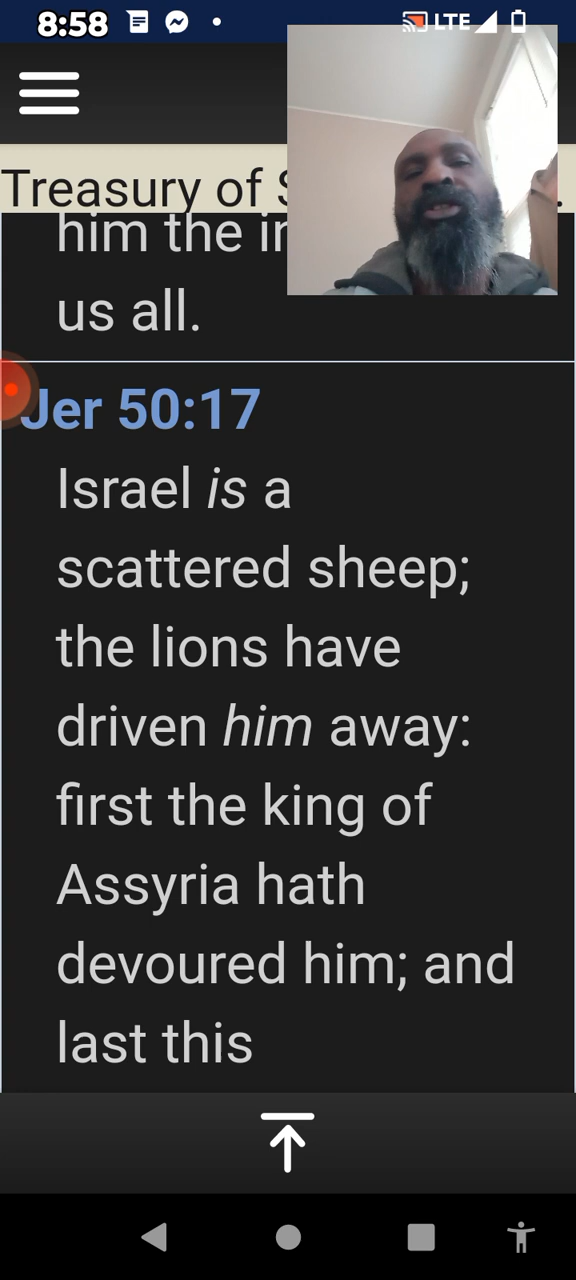 8:58
LTE
Treasury of
him the
us all.
Jer 50:17
Israel is a
scattered sheep;
the lions have
driven him away:
first the king of
Assyria hath
devoured him; and
last this